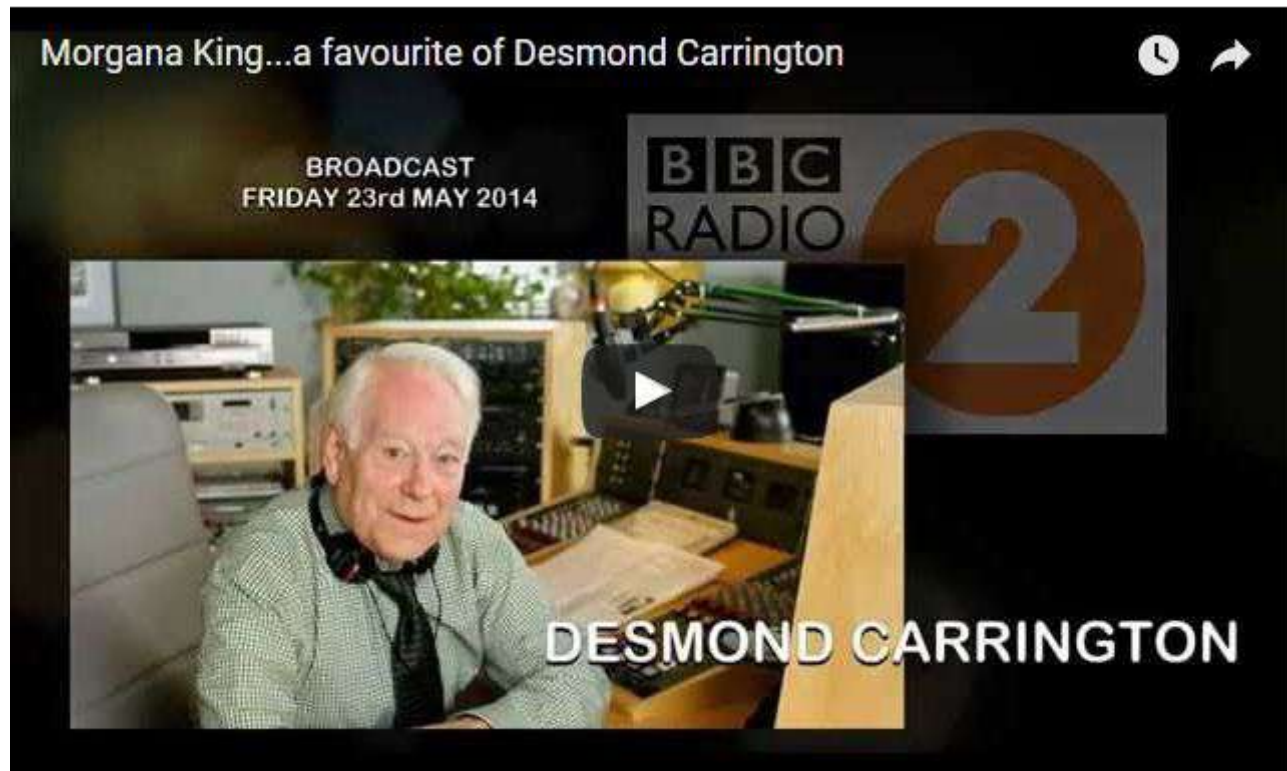 Morgana King...a favourite of Desmond Carrington
BROADCAST
FRIDAY 23rd MAY 2014
BBC
RADIO
2
DESMOND CARRINGTON